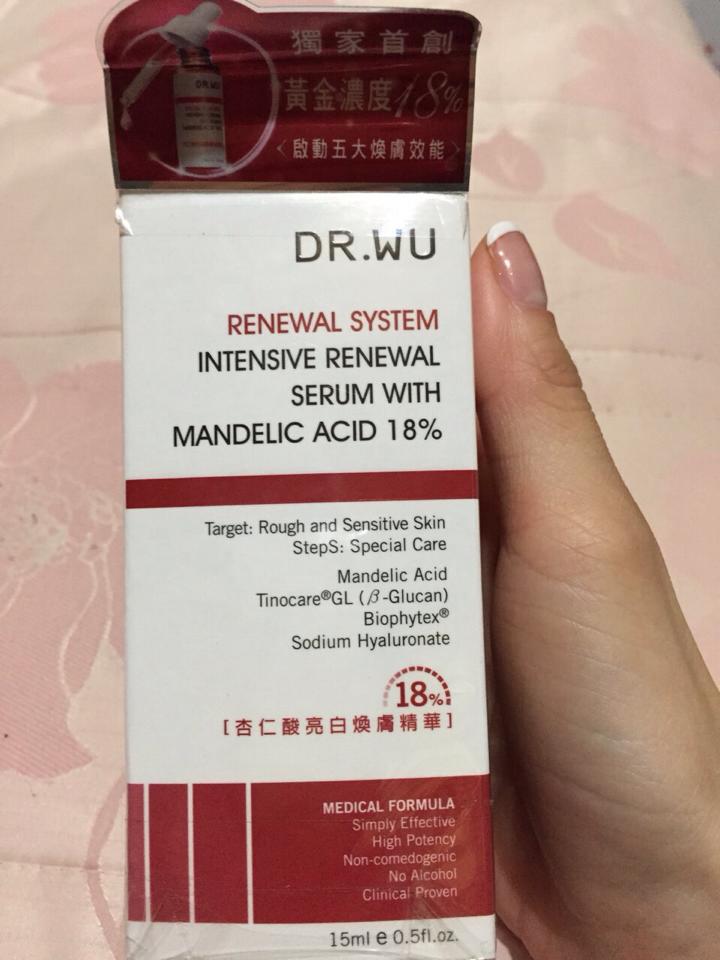 獨家首創
黃金濃度18%
〈啟動五大煥膚效能〉
DR.WU
DR.WU
RENEWAL SYSTEM
INTENSIVE RENEWAL
SERUM WITH
MANDELIC ACID 18%
Target: Rough and Sensitive Skin
StepS: Special Care
Mandelic Acid
Tinocare®GL (β-Glucan)
Biophytex®
Sodium Hyaluronate
18%
[杏仁酸亮白煥膚精華]
MEDICAL FORMULA
Simply Effective
High Potency
Non-comedogenic
No Alcohol
Clinical Proven
15ml e 0.5fl.oz.